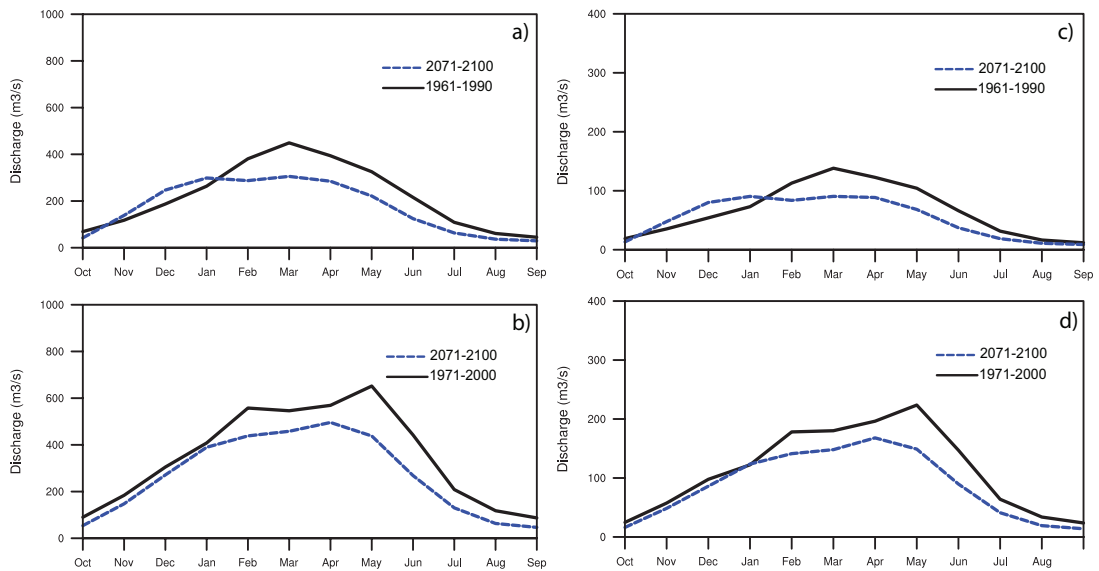 a)
1000
800
600
400
200
0
Discharge (m3/s)
2071-2100
1961-1990
Oct Nov Dec Jan Feb Mar Apr May Jun Jul Aug Sep
c)
400
300
200
100
0
Discharge (m3/s)
2071-2100
1961-1990
Oct Nov Dec Jan Feb Mar Apr May Jun Jul Aug Sep
b)
1000
800
600
400
200
0
Discharge (m3/s)
2071-2100
1971-2000
Oct Nov Dec Jan Feb Mar Apr May Jun Jul Aug Sep
d)
400
300
200
100
0
Discharge (m3/s)
2071-2100
1971-2000
Oct Nov Dec Jan Feb Mar Apr May Jun Jul Aug